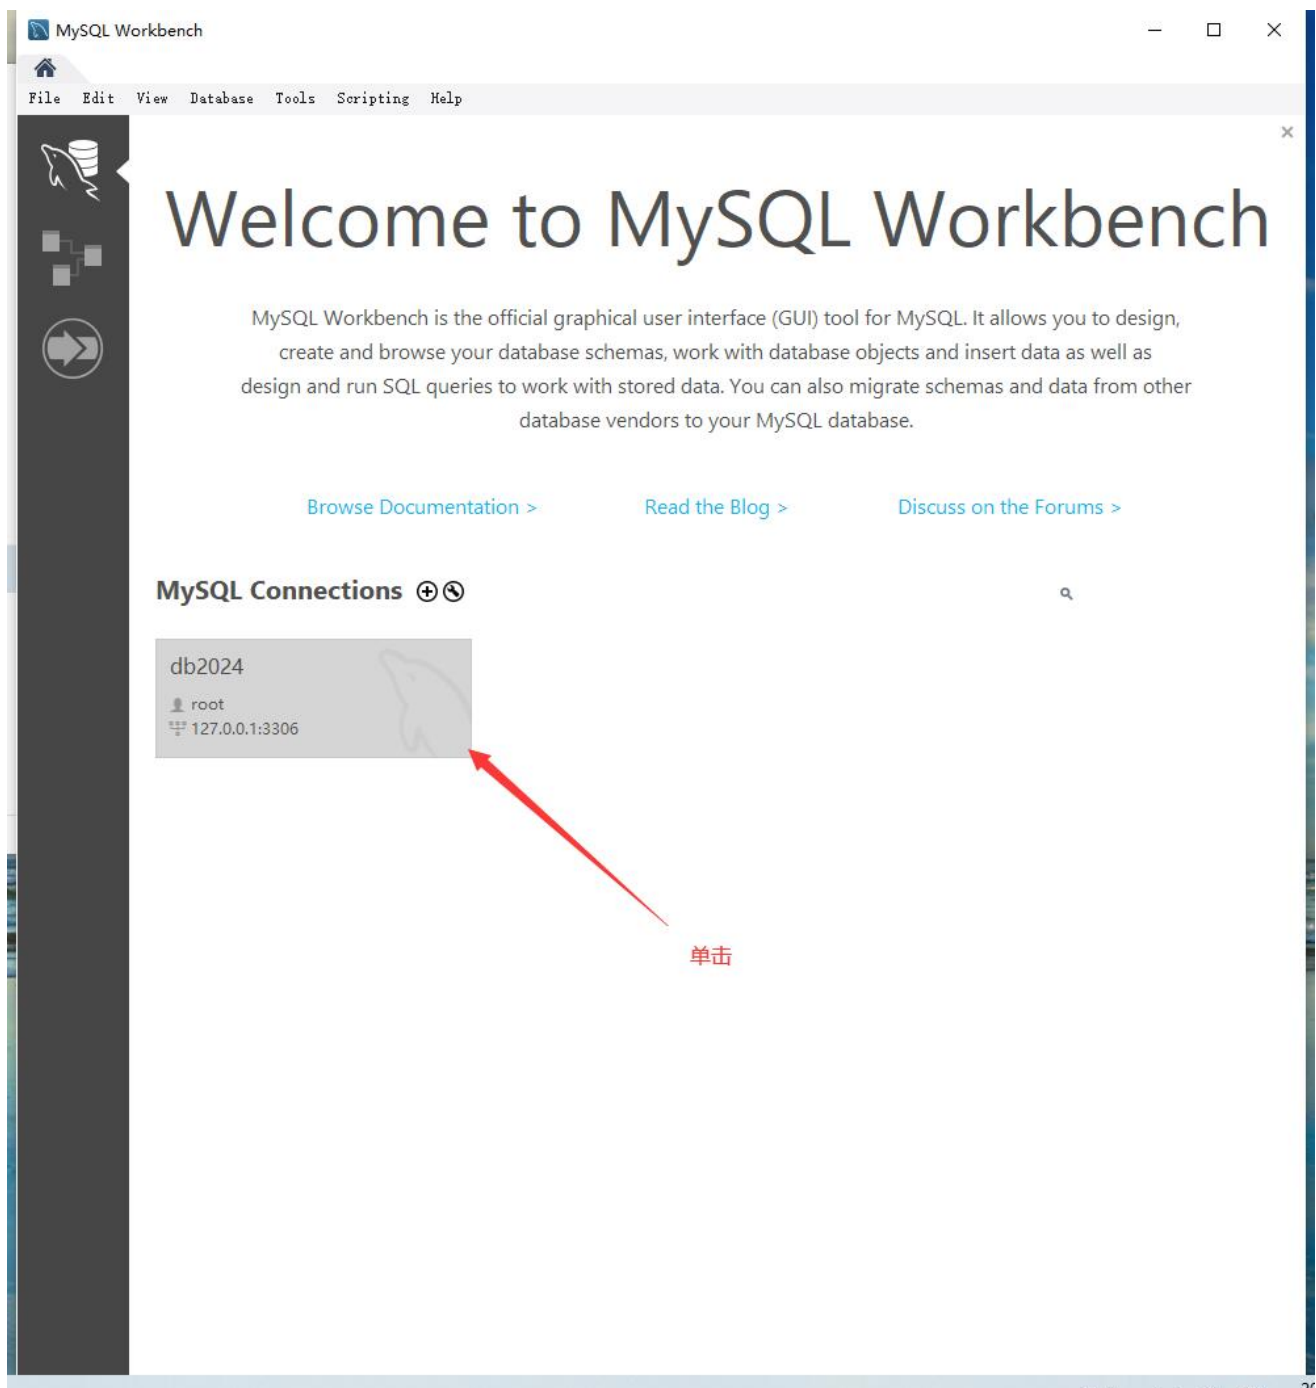 MySQL Workbench
File Edit View Database Tools Scripting Help
Welcome to MySQL Workbench
MySQL Workbench is the official graphical user interface (GUI) tool for MySQL. It allows you to design,
create and browse your database schemas, work with database objects and insert data as well as
design and run SQL queries to work with stored data. You can also migrate schemas and data from other
database vendors to your MySQL database.
Browse Documentation > Read the Blog > Discuss on the Forums >
MySQL Connections
db2024
root
127.0.0.1:3306
单击